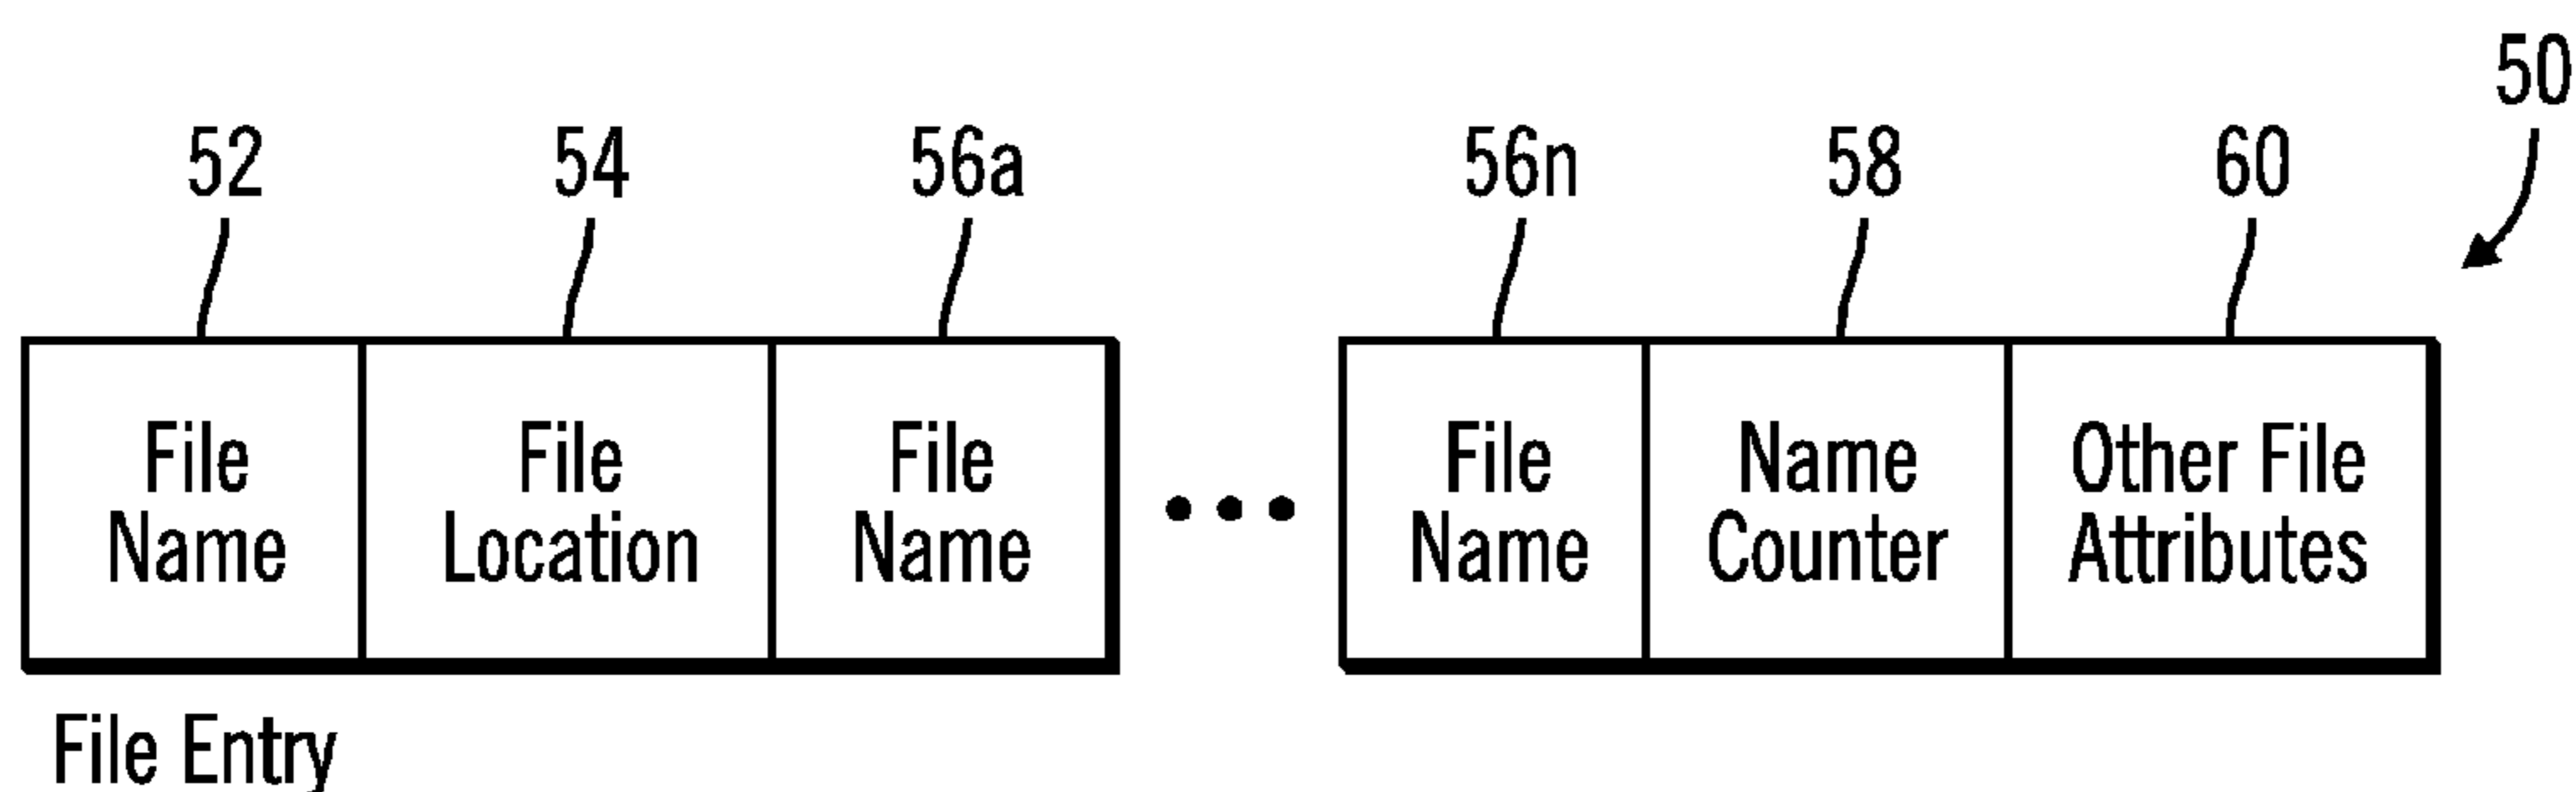 50
52 54 56a 56n 58 60
File Name File Location File Name File Name Name Counter Other File Attributes
File Entry